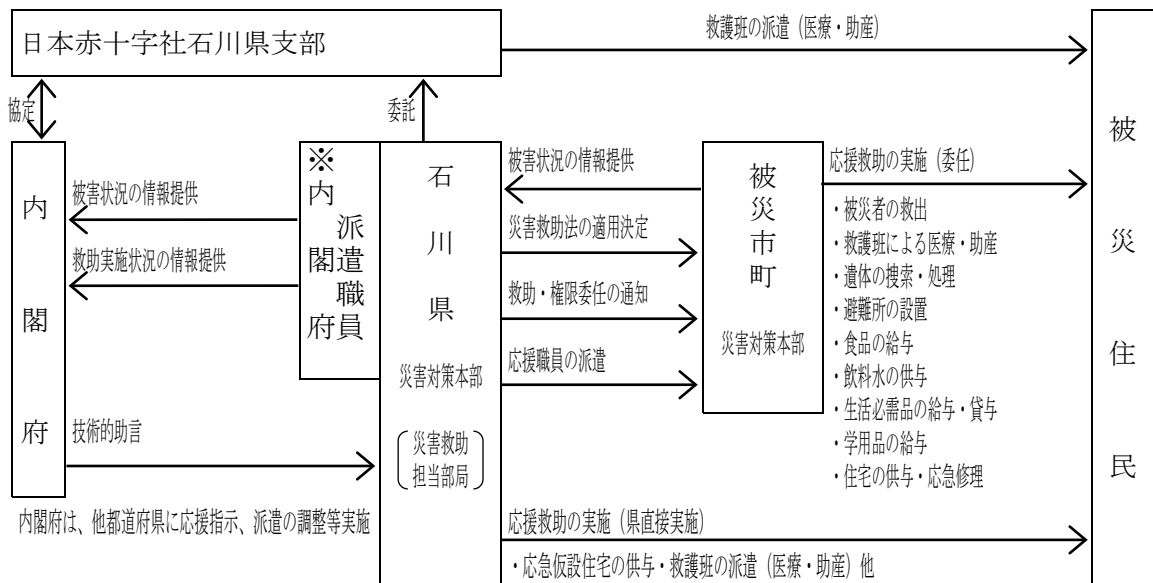 日本赤十字社石川県支部
救護班の派遣（医療・助産）
被災住民
協定
委託
内閣府
被害状況の情報提供
救助実施状況の情報提供
技術的助言
※内閣府
派遣職員
石川県
災害対策本部
災害救助
担当部局
被害状況の情報提供
災害救助法の適用決定
救助・権限委任の通知
応援職員の派遣
被災市町
災害対策本部
応援救助の実施（委任）
・被災者の救出
・救護班による医療・助産
・遺体の捜索・処理
・避難所の設置
・食品の給与
・飲料水の供与
・生活必需品の給与・貸与
・学用品の給与
・住宅の供与・応急修理
内閣府は、他都道府県に応援指示、派遣の調整等実施
応援救助の実施（県直接実施）
・応急仮設住宅の供与・救護班の派遣（医療・助産）他